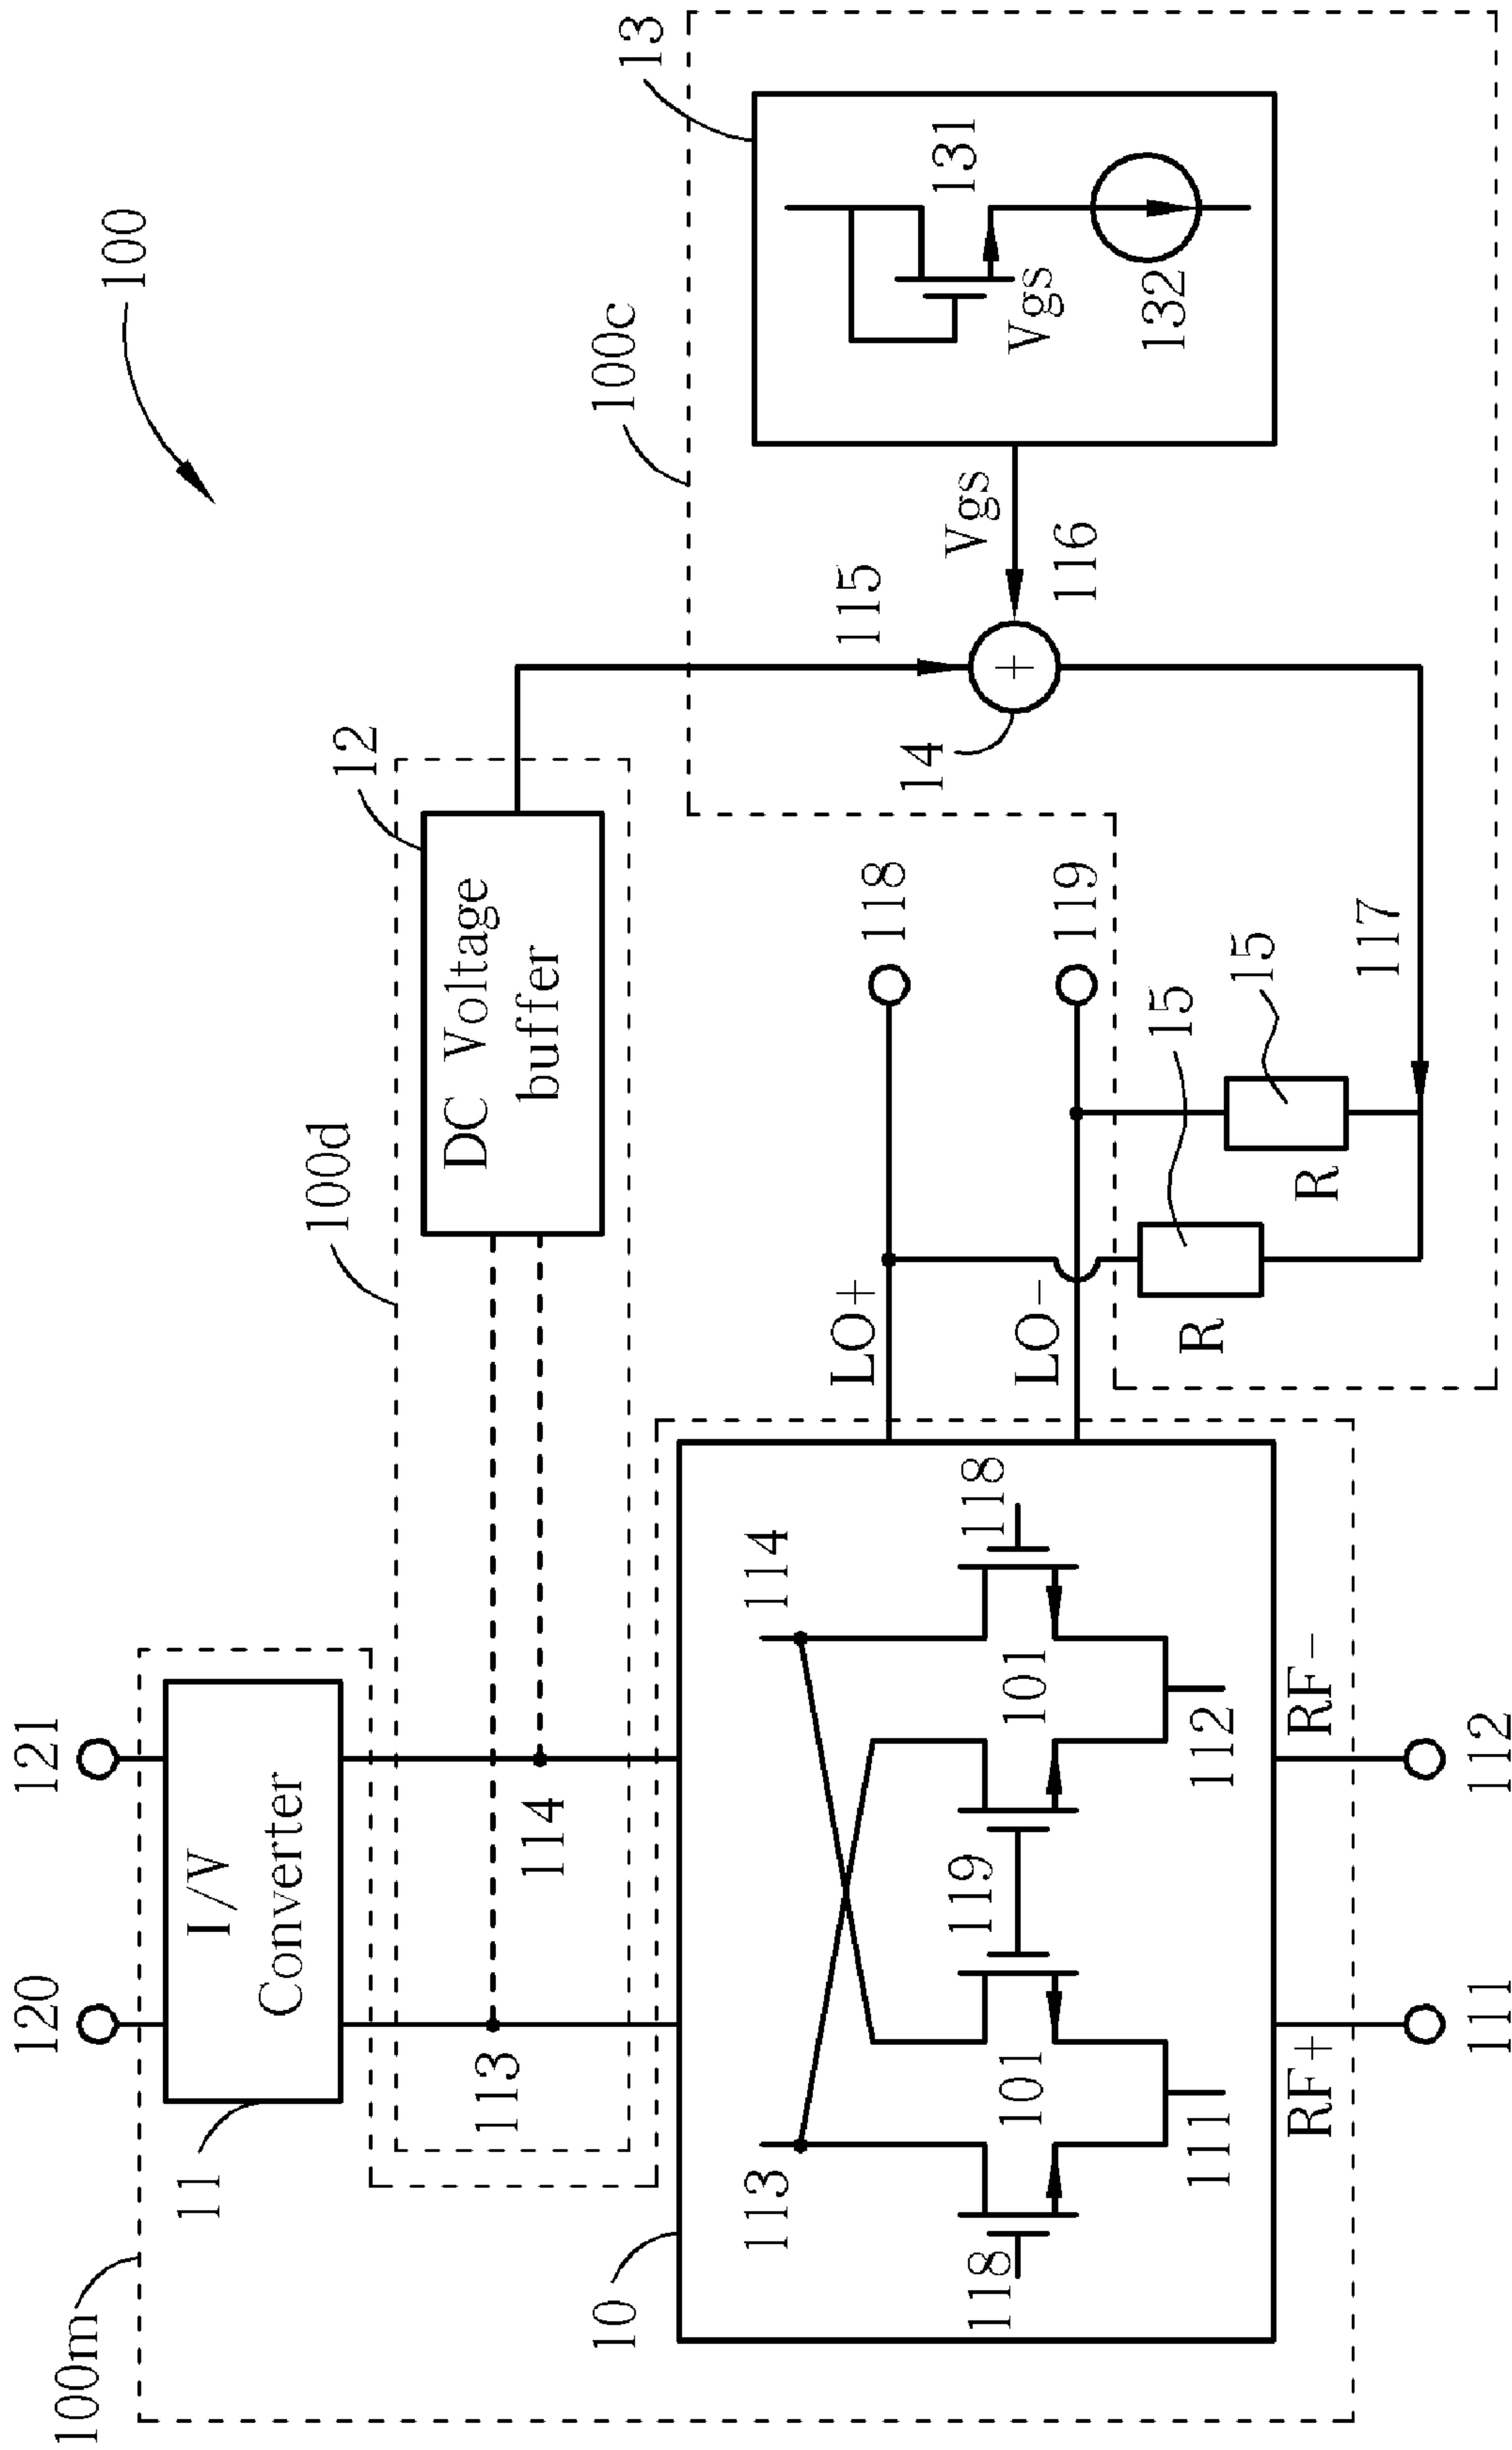 100
100m
120
121
11
I/V
Converter
113
114
100d
12
DC Voltage
buffer
100c
13
131
Vgs
132
Vgs
115
116
14
+
117
10
113
114
118
101
119
101
118
111
112
LO+
LO-
118
119
R
15
R
15
RF+
RF-
111
112